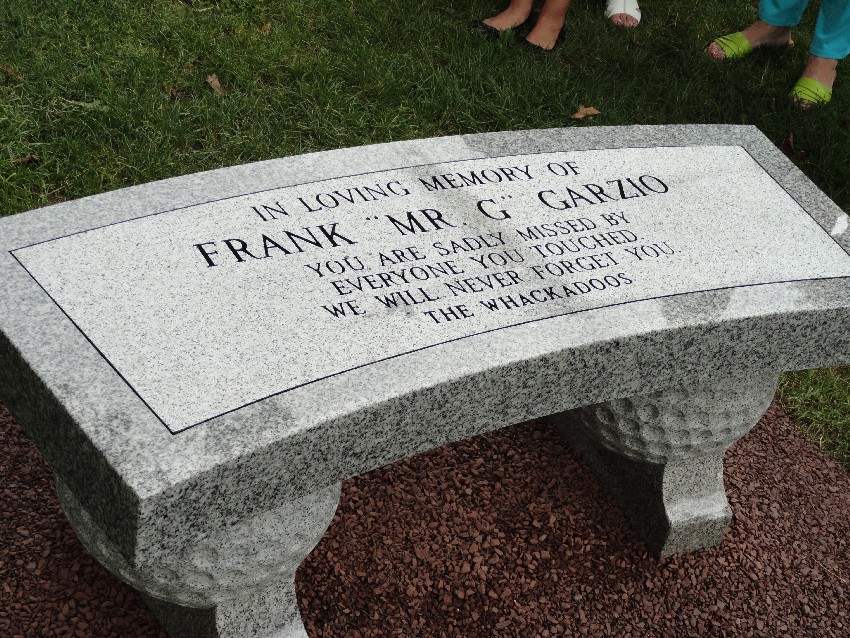 IN LOVING MEMORY OF
FRANK "MR. G" GARZIO
YOU ARE SADLY MISSED BY
EVERYONE YOU TOUCHED.
WE WILL NEVER FORGET YOU.
THE WHACKADOOS